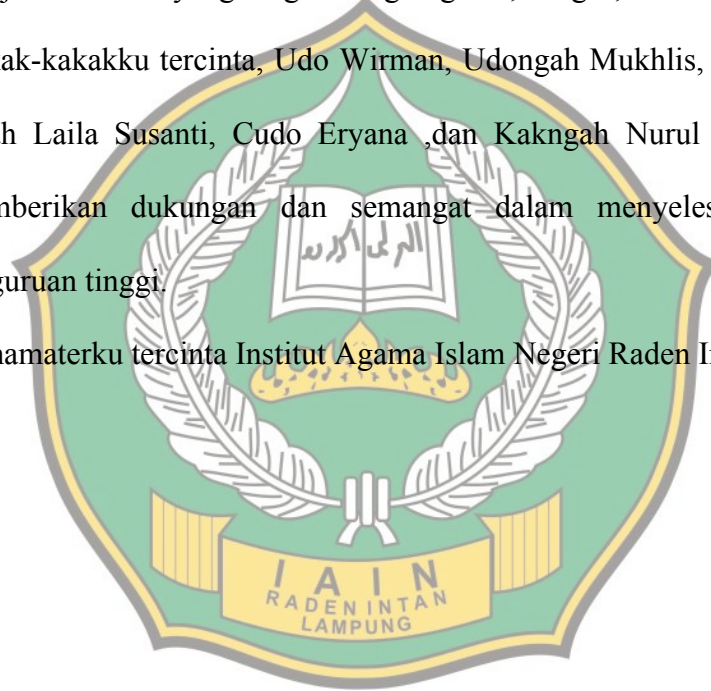 ak-kakakku tercinta, Udo Wirman, Udongah Mukhlis,
h Laila Susanti, Cudo Eryana ,dan Kakngah Nurul
mberikan dukungan dan semangat dalam menyeles
guruan tinggi.
amaterku tercinta Institut Agama Islam Negeri Raden I
I A I N
RADEN INTAN
LAMPUNG